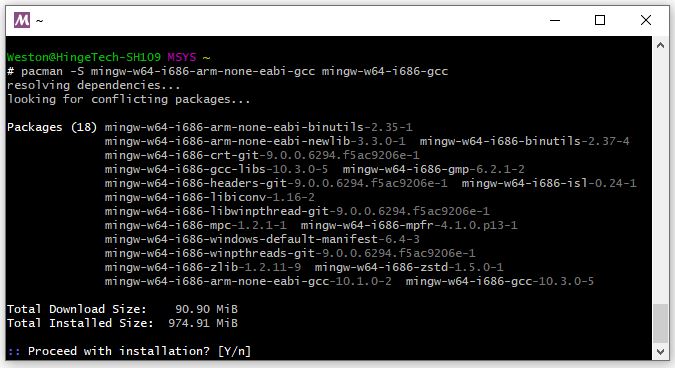 M ~
Weston@HingeTech-SH109 MSYS ~
# pacman -S mingw-w64-i686-arm-none-eabi-gcc mingw-w64-i686-gcc
resolving dependencies...
looking for conflicting packages...
Packages (18) mingw-w64-i686-arm-none-eabi-binutils-2.35-1
mingw-w64-i686-arm-none-eabi-newlib-3.3.0-1 mingw-w64-i686-binutils-2.37-4
mingw-w64-i686-crt-git-9.0.0.6294.f5ac9206e-1
mingw-w64-i686-gcc-libs-10.3.0-5 mingw-w64-i686-gmp-6.2.1-2
mingw-w64-i686-headers-git-9.0.0.6294.f5ac9206e-1 mingw-w64-i686-isl-0.24-1
mingw-w64-i686-libiconv-1.16-2
mingw-w64-i686-libwinpthread-git-9.0.0.6294.f5ac9206e-1
mingw-w64-i686-mpc-1.2.1-1 mingw-w64-i686-mpfr-4.1.0.p13-1
mingw-w64-i686-windows-default-manifest-6.4-3
mingw-w64-i686-winpthreads-git-9.0.0.6294.f5ac9206e-1
mingw-w64-i686-zlib-1.2.11-9 mingw-w64-i686-zstd-1.5.0-1
mingw-w64-i686-arm-none-eabi-gcc-10.1.0-2 mingw-w64-i686-gcc-10.3.0-5
Total Download Size: 90.90 MiB
Total Installed Size: 974.91 MiB
:: Proceed with installation? [Y/n]